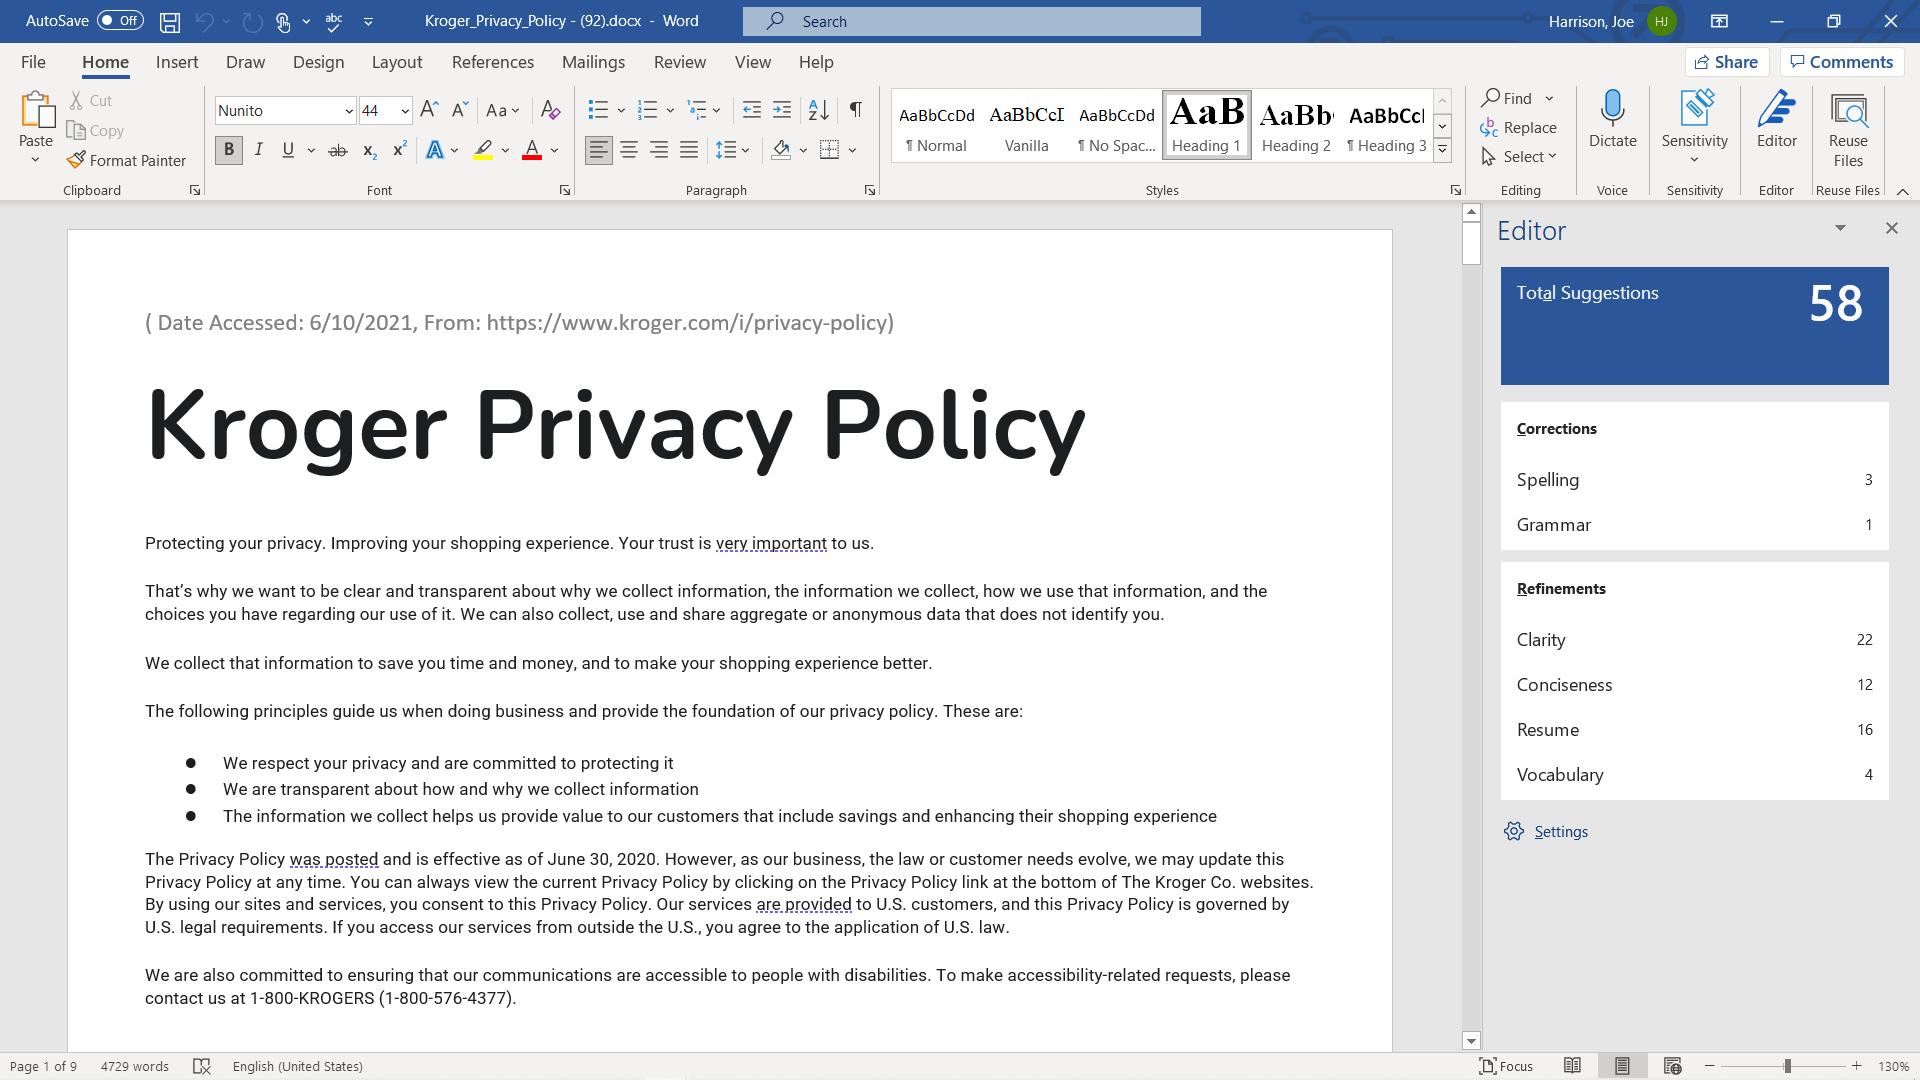 AutoSave Off abc Kroger_Privacy_Policy - (92).docx - Word Search Harrison, Joe HJ
File Home Insert Draw Design Layout References Mailings Review View Help Share Comments
Paste
Cut
Copy
Format Painter
Clipboard
Nunito 44 A A Aa A
B I U ab x2 x2 A A
Font
Paragraph
AaBbCcDd AaBbCcI AaBbCcDd AaB AaBb AaBbCcI
¶ Normal Vanilla ¶ No Spac... Heading 1 Heading 2 ¶ Heading 3
Styles
Find
Replace
Select
Editing
Dictate
Voice
Sensitivity
Sensitivity
Editor
Editor
Reuse
Files
Reuse Files
( Date Accessed: 6/10/2021, From: https://www.kroger.com/i/privacy-policy)
Kroger Privacy Policy
Protecting your privacy. Improving your shopping experience. Your trust is very important to us.
That’s why we want to be clear and transparent about why we collect information, the information we collect, how we use that information, and the
choices you have regarding our use of it. We can also collect, use and share aggregate or anonymous data that does not identify you.
We collect that information to save you time and money, and to make your shopping experience better.
The following principles guide us when doing business and provide the foundation of our privacy policy. These are:
● We respect your privacy and are committed to protecting it
● We are transparent about how and why we collect information
● The information we collect helps us provide value to our customers that include savings and enhancing their shopping experience
The Privacy Policy was posted and is effective as of June 30, 2020. However, as our business, the law or customer needs evolve, we may update this
Privacy Policy at any time. You can always view the current Privacy Policy by clicking on the Privacy Policy link at the bottom of The Kroger Co. websites.
By using our sites and services, you consent to this Privacy Policy. Our services are provided to U.S. customers, and this Privacy Policy is governed by
U.S. legal requirements. If you access our services from outside the U.S., you agree to the application of U.S. law.
We are also committed to ensuring that our communications are accessible to people with disabilities. To make accessibility-related requests, please
contact us at 1-800-KROGERS (1-800-576-4377).
Editor
Total Suggestions 58
Corrections
Spelling 3
Grammar 1
Refinements
Clarity 22
Conciseness 12
Resume 16
Vocabulary 4
Settings
Page 1 of 9 4729 words English (United States) Focus 130%